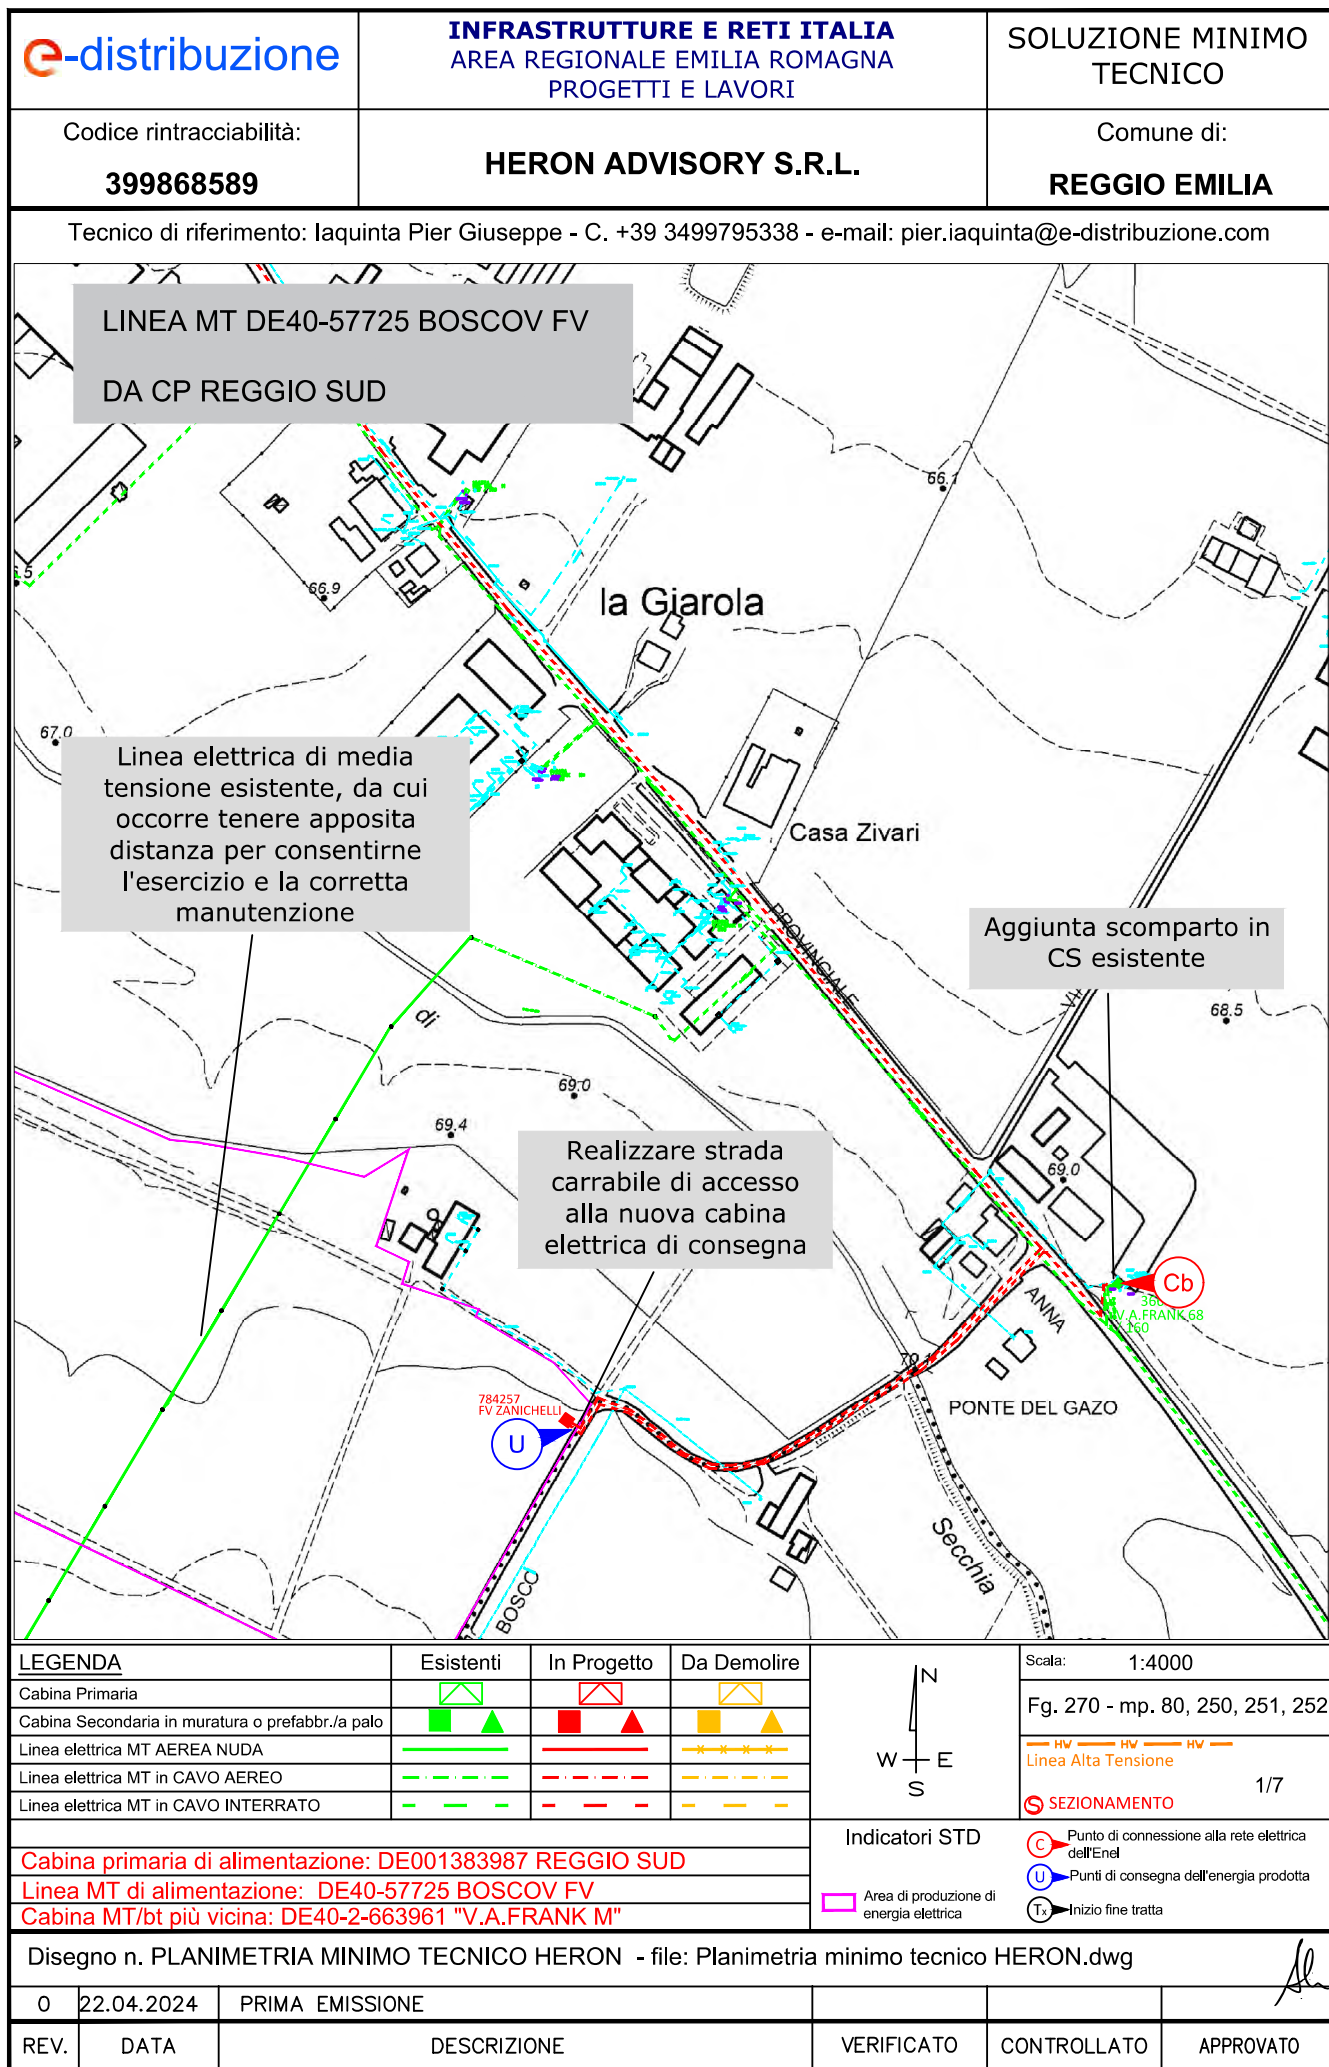 e-distribuzione
INFRASTRUTTURE E RETI ITALIA
AREA REGIONALE EMILIA ROMAGNA
PROGETTI E LAVORI
SOLUZIONE MINIMO
TECNICO
Codice rintracciabilità:
399868589
HERON ADVISORY S.R.L.
Comune di:
REGGIO EMILIA
Tecnico di riferimento: Iaquinta Pier Giuseppe - C. +39 3499795338 - e-mail: pier.iaquinta@e-distribuzione.com
LINEA MT DE40-57725 BOSCOV FV
DA CP REGGIO SUD
66.1
66.9
la Giarola
67.0
Linea elettrica di media
tensione esistente, da cui
occorre tenere apposita
distanza per consentirne
l'esercizio e la corretta
manutenzione
Casa Zivari
PROVINCIALE
Aggiunta scomparto in
CS esistente
68.5
di
69.0
69.4
Realizzare strada
carrabile di accesso
alla nuova cabina
elettrica di consegna
69.0
Cb
V.A.FRANK 68
160
ANNA
70.1
PONTE DEL GAZO
784257
FV ZANICHELLI
U
Secchia
BOSCO
LEGENDA
Esistenti
In Progetto
Da Demolire
Cabina Primaria
Cabina Secondaria in muratura o prefabbr./a palo
Linea elettrica MT AEREA NUDA
Linea elettrica MT in CAVO AEREO
Linea elettrica MT in CAVO INTERRATO
N
W E
S
Scala: 1:4000
Fg. 270 - mp. 80, 250, 251, 252
HW HW HW
Linea Alta Tensione
1/7
S SEZIONAMENTO
Cabina primaria di alimentazione: DE001383987 REGGIO SUD
Linea MT di alimentazione: DE40-57725 BOSCOV FV
Cabina MT/bt più vicina: DE40-2-663961 "V.A.FRANK M"
Indicatori STD
Area di produzione di
energia elettrica
C Punto di connessione alla rete elettrica
dell'Enel
U Punti di consegna dell'energia prodotta
Tx Inizio fine tratta
Disegno n. PLANIMETRIA MINIMO TECNICO HERON - file: Planimetria minimo tecnico HERON.dwg
0 22.04.2024 PRIMA EMISSIONE
REV. DATA DESCRIZIONE VERIFICATO CONTROLLATO APPROVATO